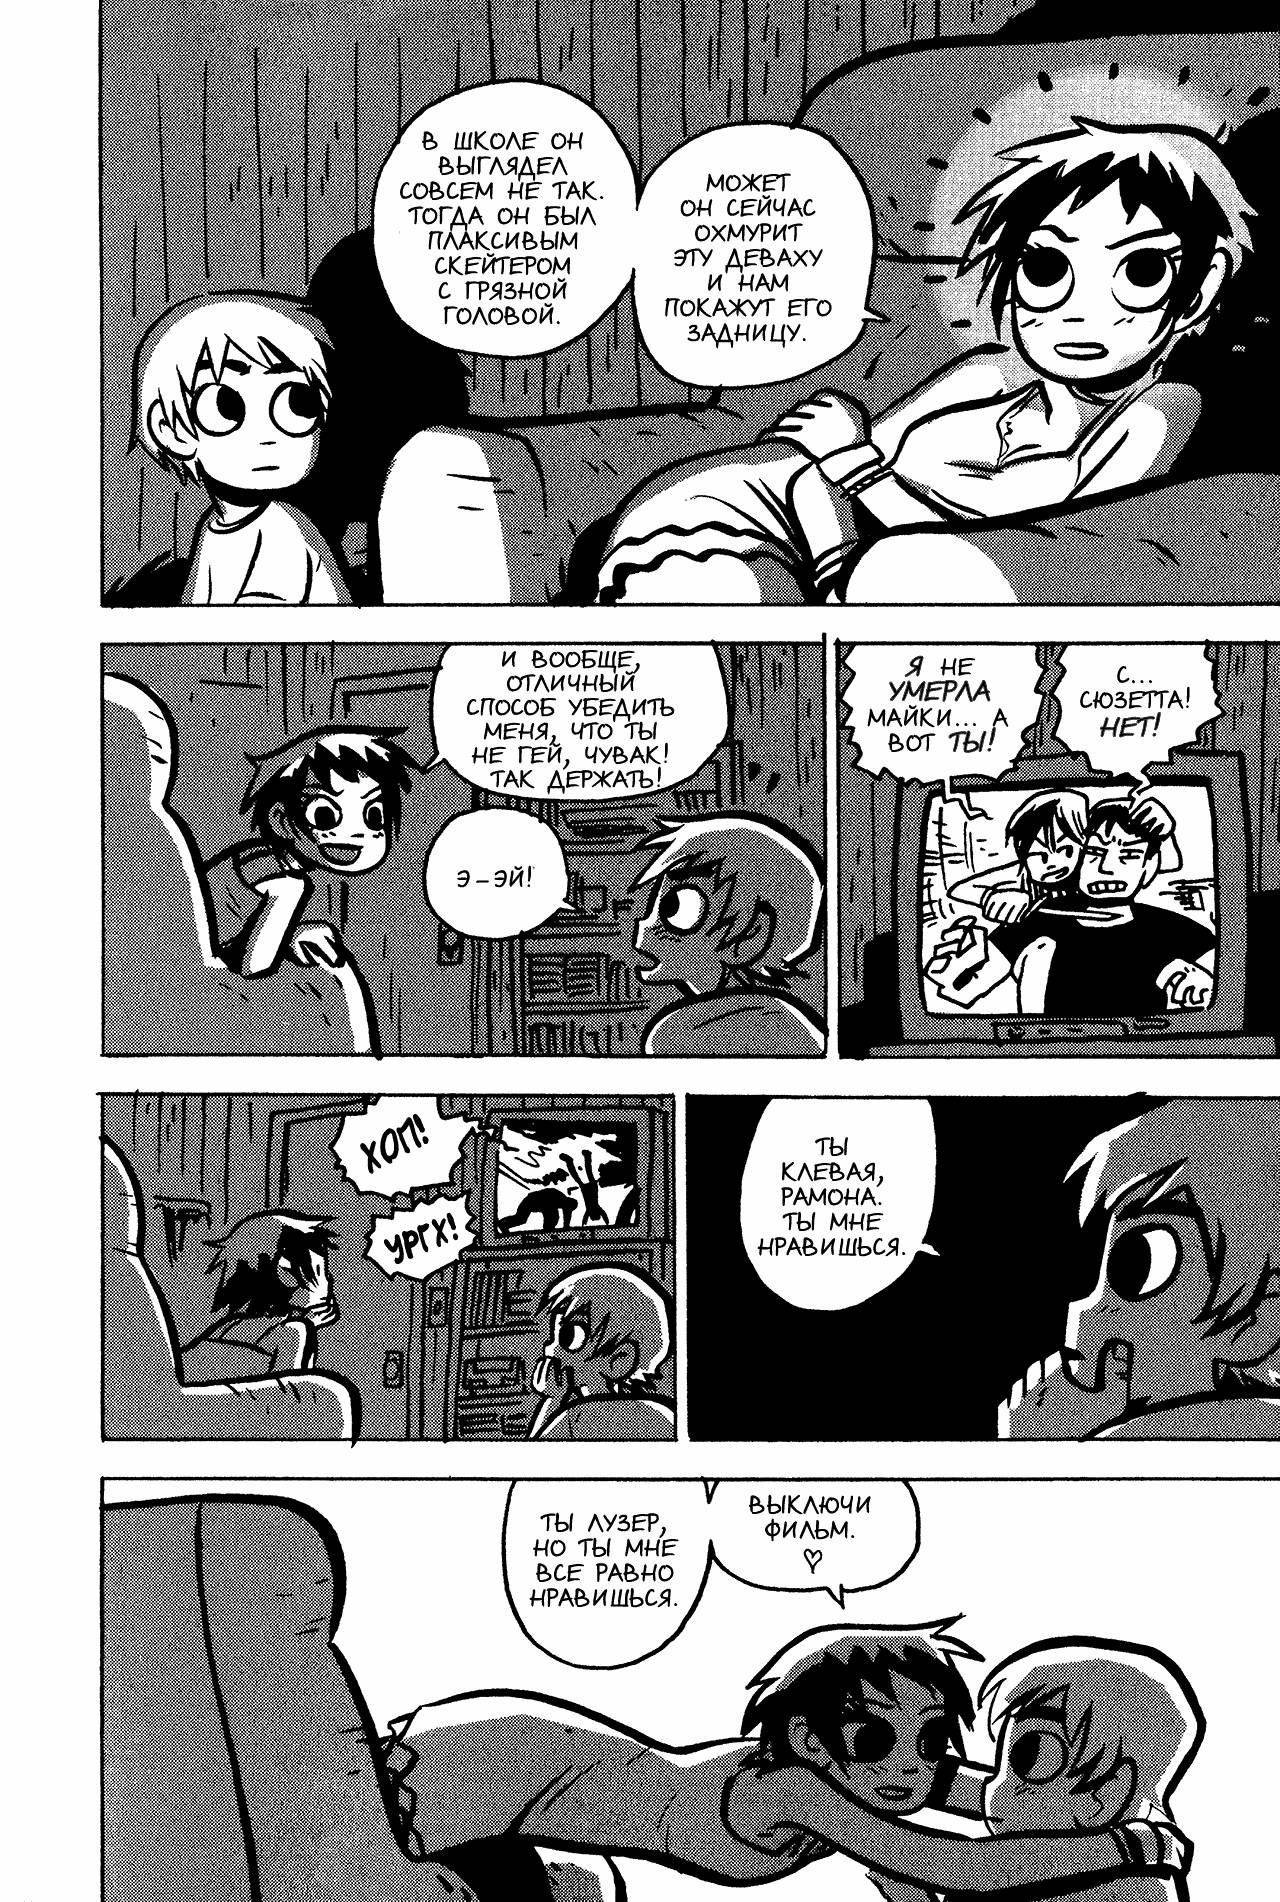 В ШКОЛЕ ОН
ВЫГЛЯДЕЛ
СОВСЕМ НЕ ТАК.
ТОГДА ОН БЫЛ
ПЛАКСИВЫМ
СКЕЙТЕРОМ
С ГРЯЗНОЙ
ГОЛОВОЙ.
МОЖЕТ
ОН СЕЙЧАС
ОХМУРИТ
ЭТУ ДЕВАХУ
И НАМ
ПОКАЖУТ ЕГО
ЗАДНИЦУ.
И ВООБЩЕ,
ОТЛИЧНЫЙ
СПОСОБ УБЕДИТЬ
МЕНЯ, ЧТО ТЫ
НЕ ГЕЙ, ЧУВАК!
ТАК ДЕРЖАТЬ!
Э-ЭЙ!
Я НЕ
УМЕРЛА
МАЙКИ... А
ВОТ ТЫ!
С...
СЮЗЕТТА!
НЕТ!
ХОП!
УРГХ!
ТЫ
КЛЕВАЯ,
РАМОНА.
ТЫ МНЕ
НРАВИШЬСЯ.
ТЫ ЛУЗЕР,
НО ТЫ МНЕ
ВСЕ РАВНО
НРАВИШЬСЯ.
ВЫКЛЮЧИ
ФИЛЬМ.
♡